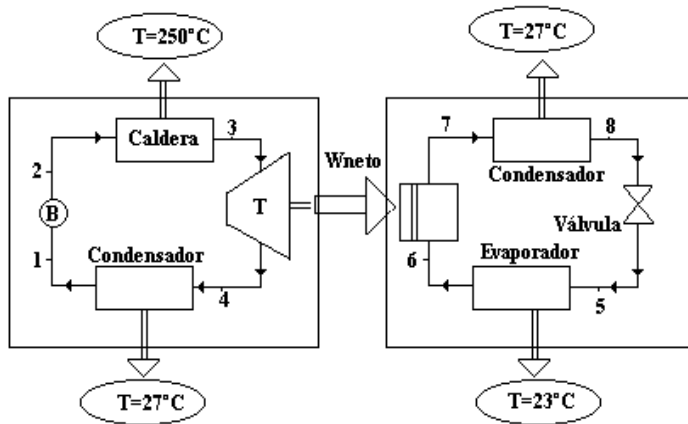 T=250°C
T=27°C
3
7
8
Caldera
Wneto
Condensador
2
T
B
Válvula
Condensador
Evaporador
1
6
4
5
T=27°C
T=23°C